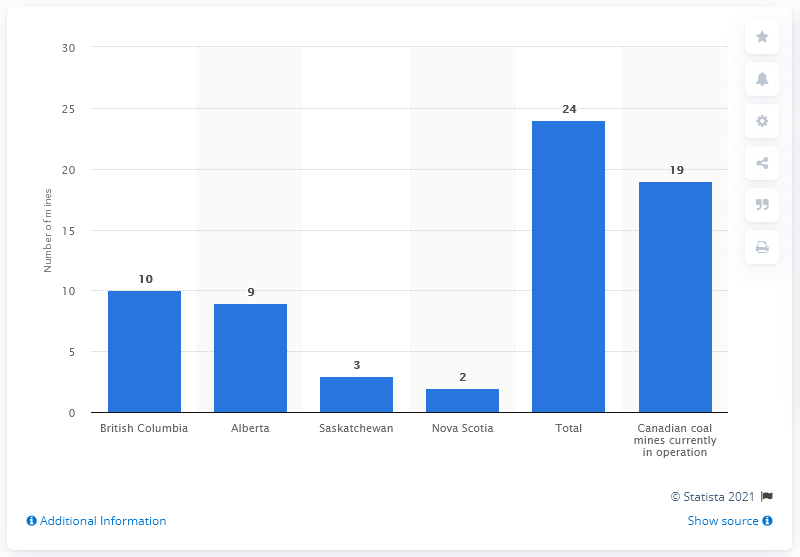 30
25
20
15
10
5
0
Number of mines
10
9
3
2
24
19
British Columbia
Alberta
Saskatchewan
Nova Scotia
Total
Canadian coal
mines currently
in operation
© Statista 2021
Additional Information
Show source